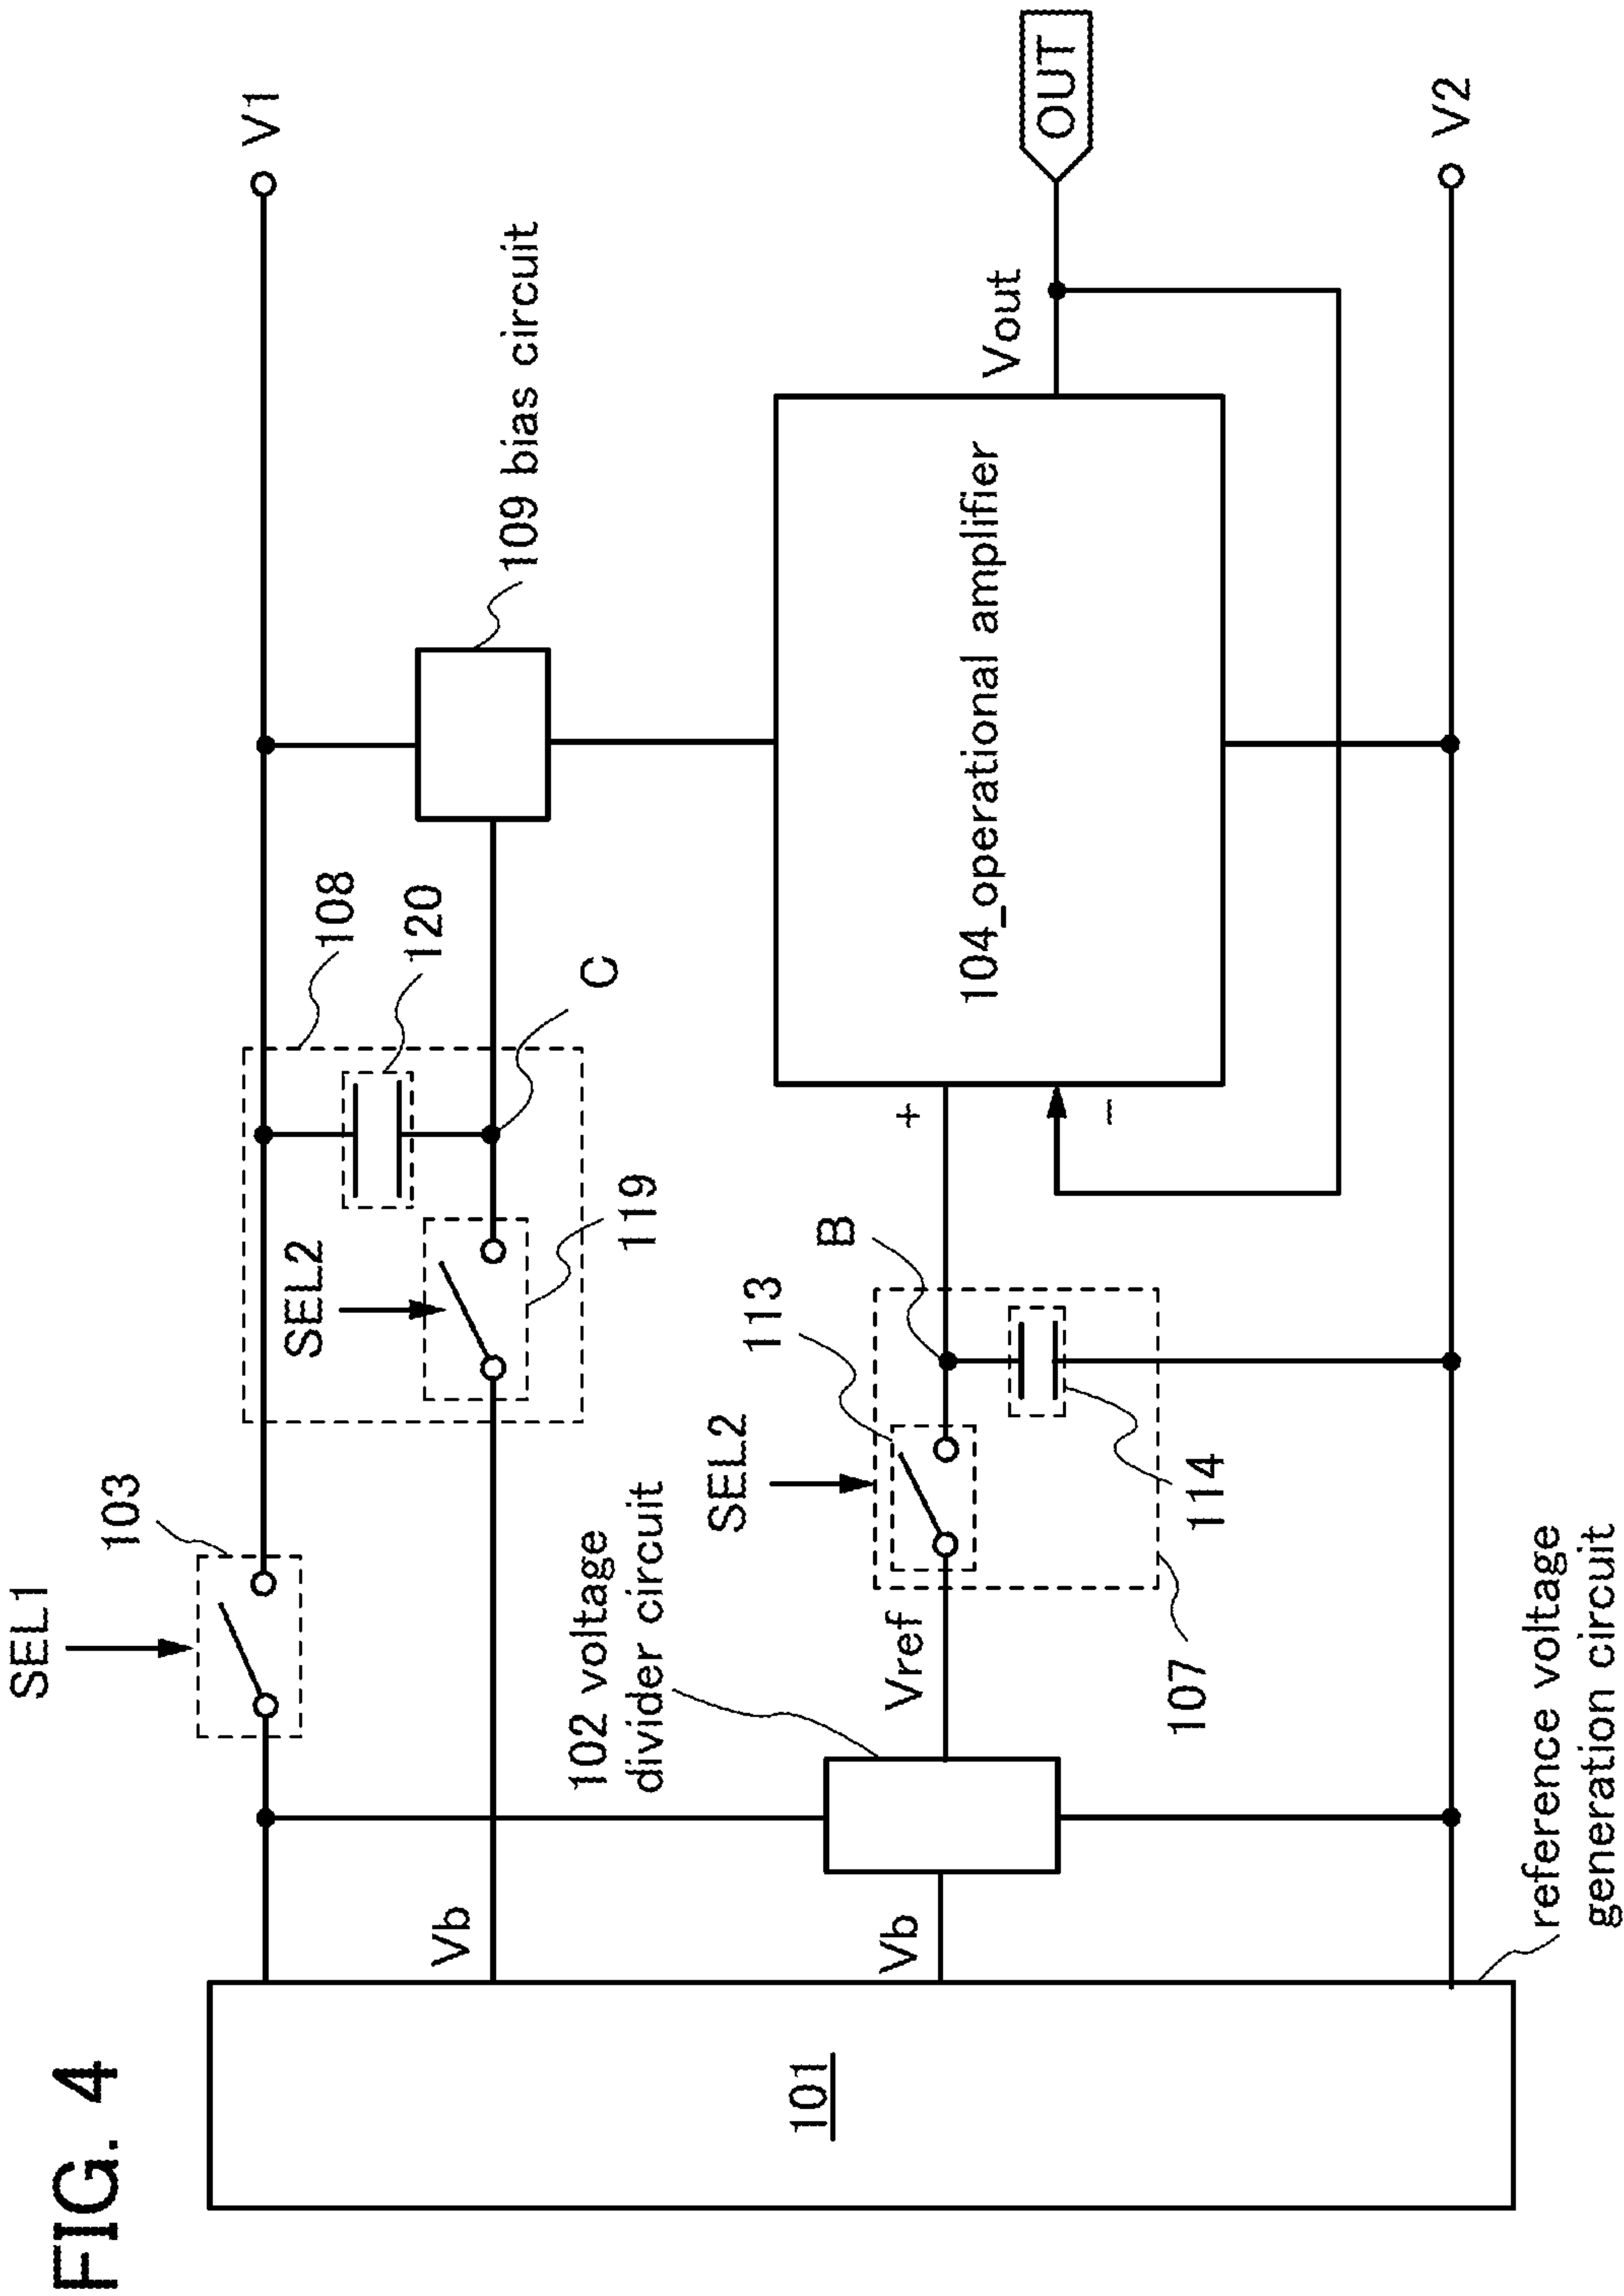 FIG. 4
SEL1
103
V1
108
120
SEL2
119
C
109 bias circuit
Vb
102 voltage
divider circuit
SEL2
113
B
Vb
Vref
107
114
+
−
104_operational amplifier
Vout
OUT
V2
101
reference voltage
generation circuit